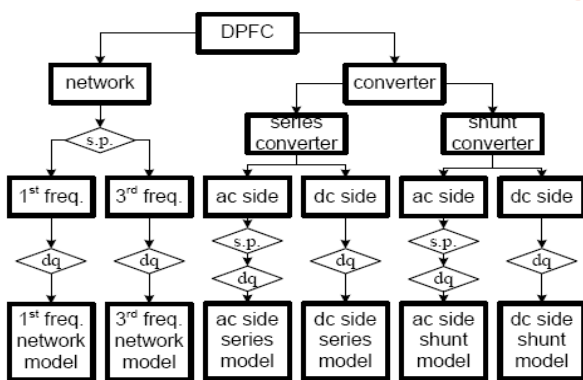 DPFC
network
converter
s.p.
series
converter
shunt
converter
1st freq.
3rd freq.
ac side
dc side
ac side
dc side
s.p.
s.p.
dq
dq
dq
dq
dq
dq
1st freq.
network
model
3rd freq.
network
model
ac side
series
model
dc side
series
model
ac side
shunt
model
dc side
shunt
model